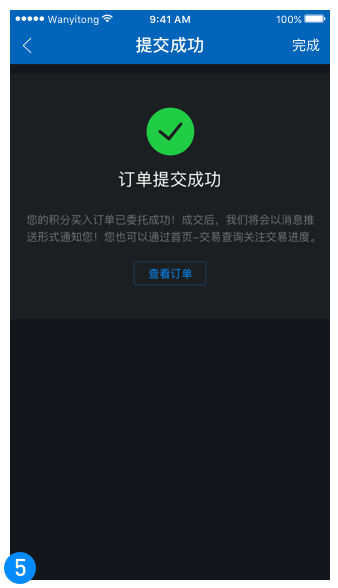 Wanyitong 9:41 AM 100%
提交成功 完成
订单提交成功
您的积分买入订单已委托成功！成交后，我们将会以消息推
送形式通知您！您也可以通过首页-交易查询关注交易进度。
查看订单
5